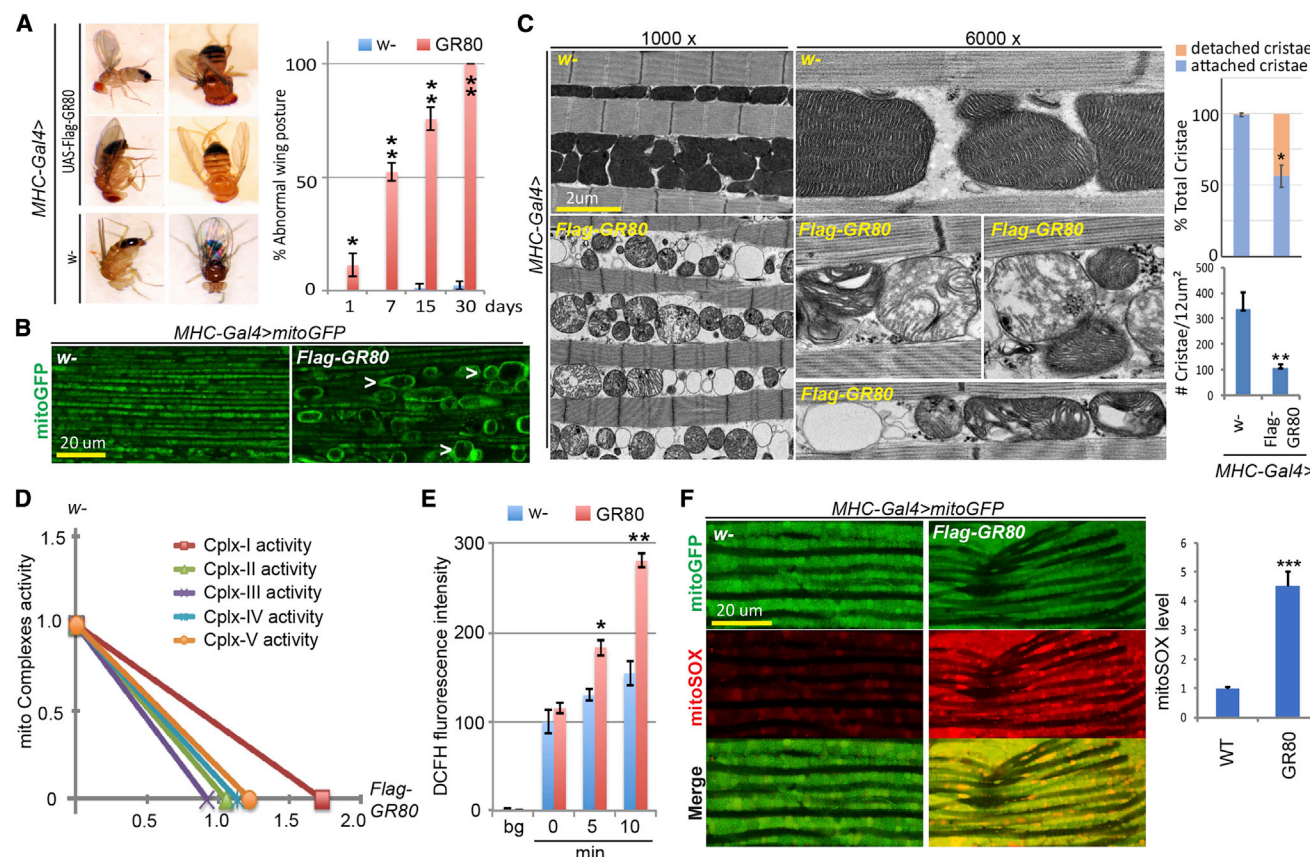 A
MHC-Gal4>
UAS-Flag-GR80
w-
w- GR80
% Abnormal wing posture
100
50
0
*
**
**
**
1 7 15 30 days
B
MHC-Gal4>mitoGFP
w- Flag-GR80
mitoGFP
> > >
20 um
C
1000 x 6000 x
MHC-Gal4>
w- w-
2um
Flag-GR80 Flag-GR80 Flag-GR80
Flag-GR80
detached cristae
attached cristae
% Total Cristae
100
50
0
*
# Cristae/12um²
500
400
300
200
100
0
**
w- Flag-GR80
MHC-Gal4>
D
w-
mito Complexes activity
1.5
1.0
0.5
0
Cplx-I activity
Cplx-II activity
Cplx-III activity
Cplx-IV activity
Cplx-V activity
0.5 1.0 1.5 2.0
Flag-GR80
E
w- GR80
DCFH fluorescence intensity
300
200
100
0
*
**
bg 0 5 10
min
F
MHC-Gal4>mitoGFP
w- Flag-GR80
mitoGFP
20 um
mitoSOX
Merge
mitoSOX level
6
5
4
3
2
1
0
***
WT GR80